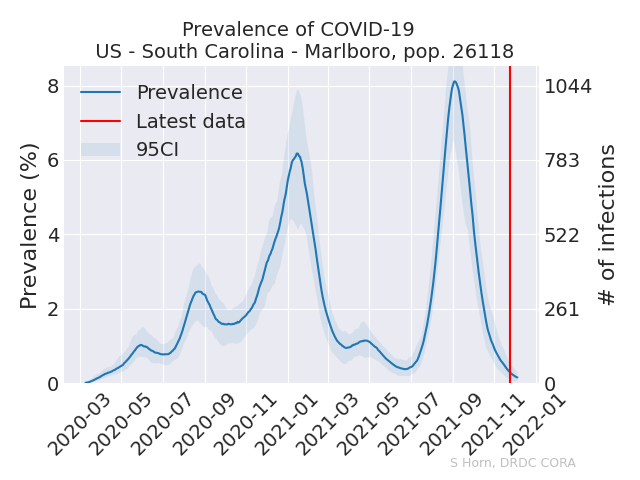 Prevalence of COVID-19
US - South Carolina - Marlboro, pop. 26118
Prevalence
Latest data
95CI
Prevalence (%)
8
6
4
2
0
1044
783
522
261
0
# of infections
2020-03
2020-05
2020-07
2020-09
2020-11
2021-01
2021-03
2021-05
2021-07
2021-09
2021-11
2022-01
S Horn, DRDC CORA